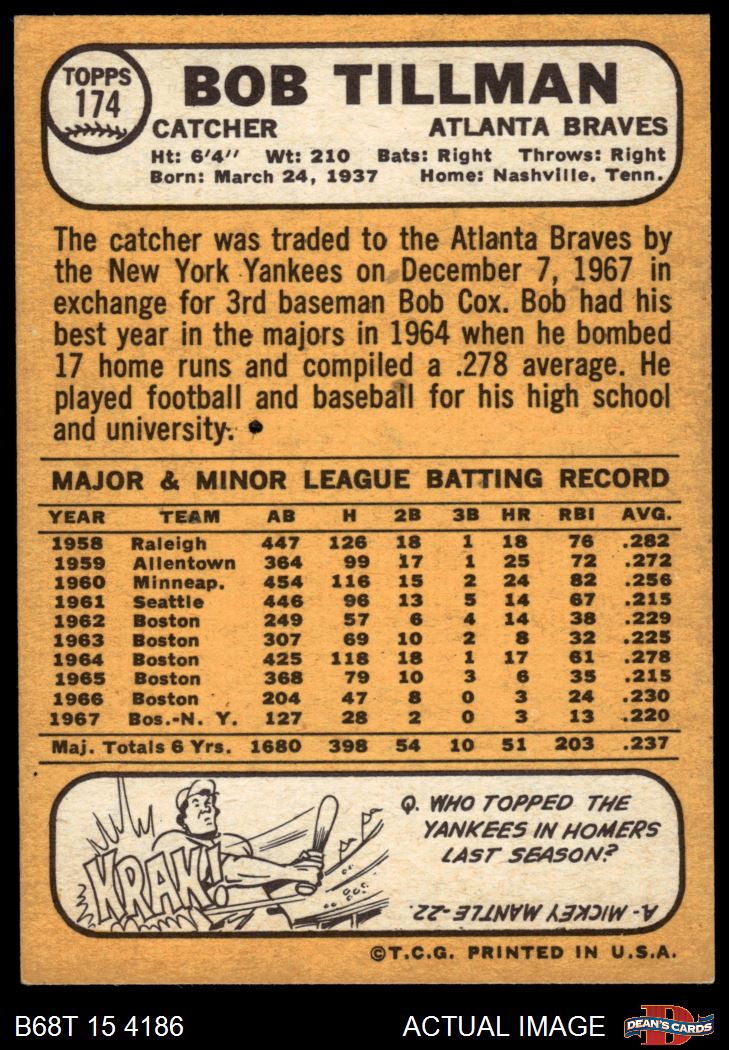 TOPPS
174
BOB TILLMAN
CATCHER ATLANTA BRAVES
Ht: 6'4" Wt: 210 Bats: Right Throws: Right
Born: March 24, 1937 Home: Nashville, Tenn.
The catcher was traded to the Atlanta Braves by
the New York Yankees on December 7, 1967 in
exchange for 3rd baseman Bob Cox. Bob had his
best year in the majors in 1964 when he bombed
17 home runs and compiled a .278 average. He
played football and baseball for his high school
and university.
MAJOR & MINOR LEAGUE BATTING RECORD
YEAR TEAM AB H 2B 3B HR RBI AVG.
1958 Raleigh 447 126 18 1 18 76 .282
1959 Allentown 364 99 17 1 25 72 .272
1960 Minneap. 454 116 15 2 24 82 .256
1961 Seattle 446 96 13 5 14 67 .215
1962 Boston 249 57 6 4 14 38 .229
1963 Boston 307 69 10 2 8 32 .225
1964 Boston 425 118 18 1 17 61 .278
1965 Boston 368 79 10 3 6 35 .215
1966 Boston 204 47 8 0 3 24 .230
1967 Bos.-N. Y. 127 28 2 0 3 13 .220
Maj. Totals 6 Yrs. 1680 398 54 10 51 203 .237
KRAK!
Q. WHO TOPPED THE
YANKEES IN HOMERS
LAST SEASON?
A- MICKEY MANTLE-22.
©T.C.G. PRINTED IN U.S.A.
B68T 15 4186 ACTUAL IMAGE
DEAN'S CARDS